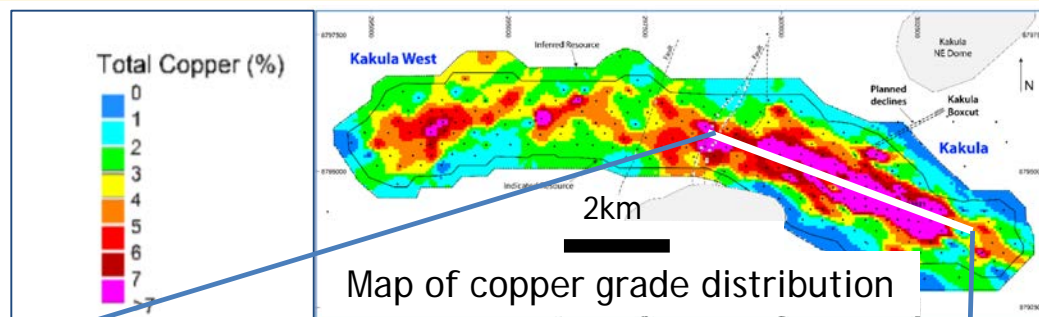 Total Copper (%)
0
1
2
3
4
5
6
7
>7
Kakula West
Inferred Resource
Fault
Fault
Kakula
NE Dome
N
Planned
declines
Kakula
Boxcut
Kakula
Indicated Resource
2km
Map of copper grade distribution